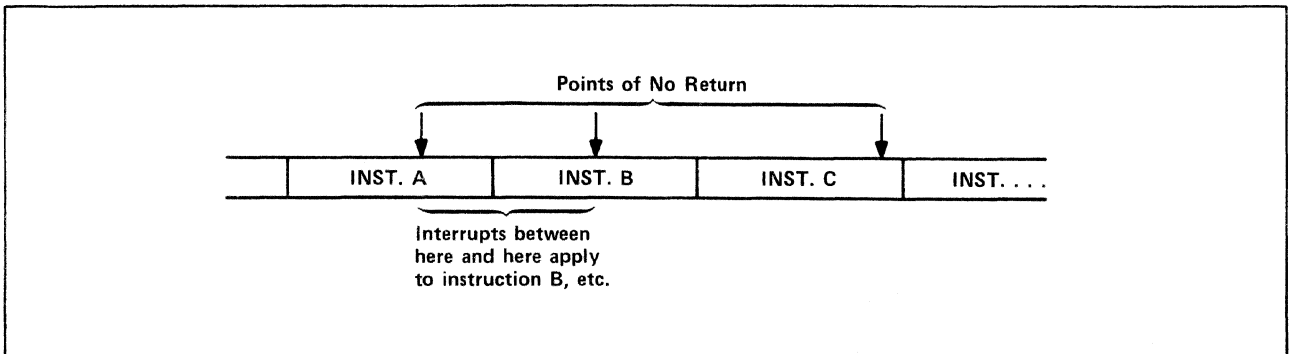 Points of No Return
INST. A
INST. B
INST. C
INST. . . .
Interrupts between
here and here apply
to instruction B, etc.